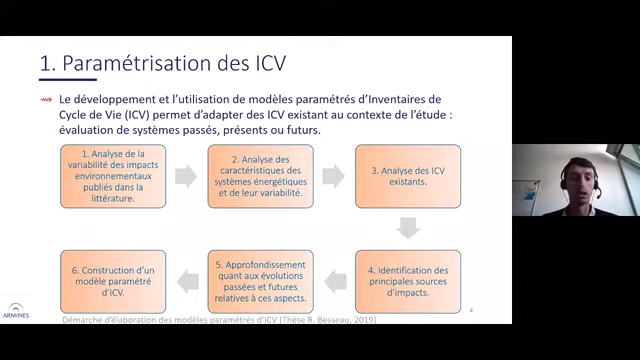 1. Paramétrisation des ICV
Le développement et l'utilisation de modèles paramétrés d'Inventaires de
Cycle de Vie (ICV) permet d'adapter des ICV existant au contexte de l'étude :
évaluation de systèmes passés, présents ou futurs.
1. Analyse de la
variabilité des impacts
environnementaux
publiés dans la
littérature.
2. Analyse des
caractéristiques des
systèmes énergétiques
et de leur variabilité.
3. Analyse des ICV
existants.
4. Identification des
principales sources
d'impacts.
5. Approfondissement
quant aux évolutions
passées et futures
relatives à ces aspects.
6. Construction d'un
modèle paramétré
d'ICV.
Démarche d'élaboration des modèles paramétrés d'ICV (Thèse R. Besseau, 2019)
4
ARMINES